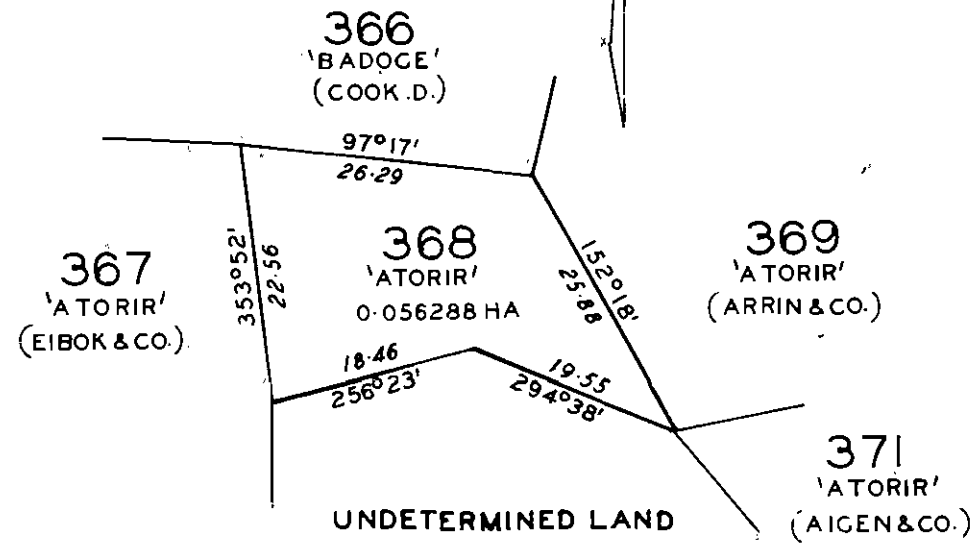 366
'BADOGE'
(COOK.D.)
97°17'
26·29
353°52'
22·56
367
'ATORIR'
(EIBOK & CO.)
368
'ATORIR'
0·056288 HA
152°18'
25·88
369
'ATORIR'
(ARRIN & CO.)
18·46
256°23'
19·55
294°38'
371
'ATORIR'
(AIGEN & CO.)
UNDETERMINED LAND